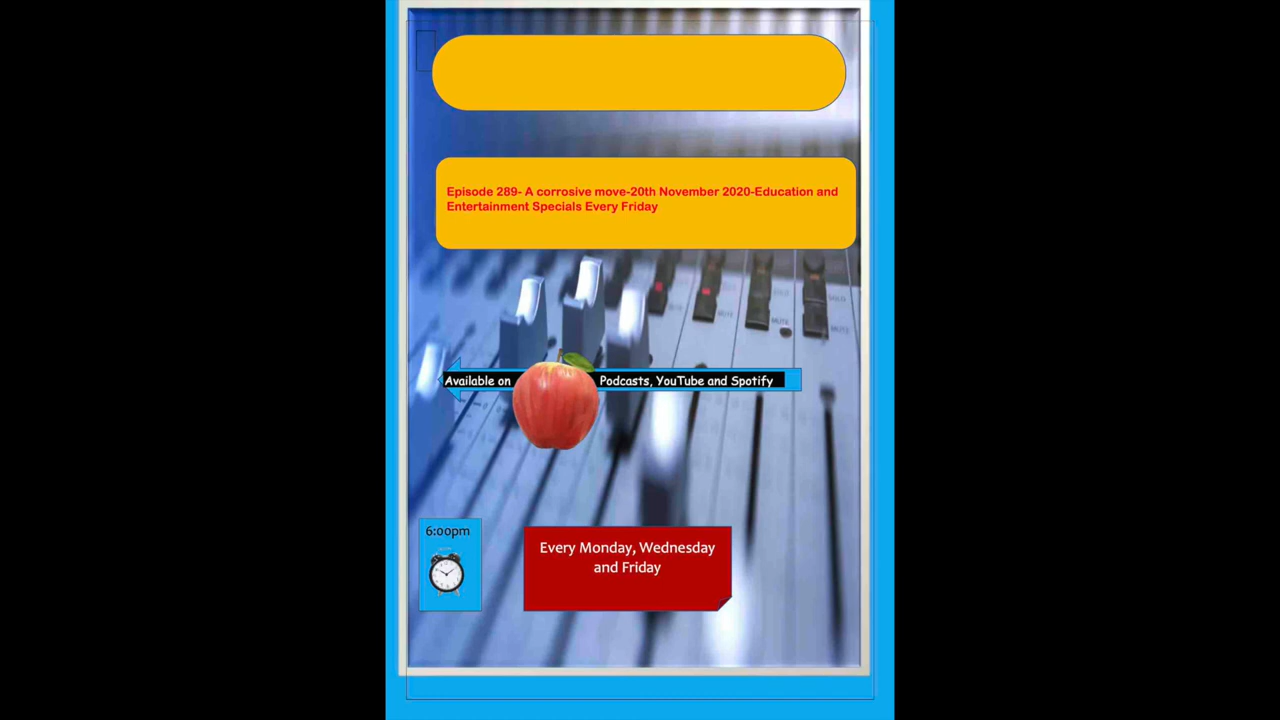 Episode 289- A corrosive move-20th November 2020-Education and
Entertainment Specials Every Friday
Available on Podcasts, YouTube and Spotify
6:00pm
Every Monday, Wednesday
and Friday
MUTE